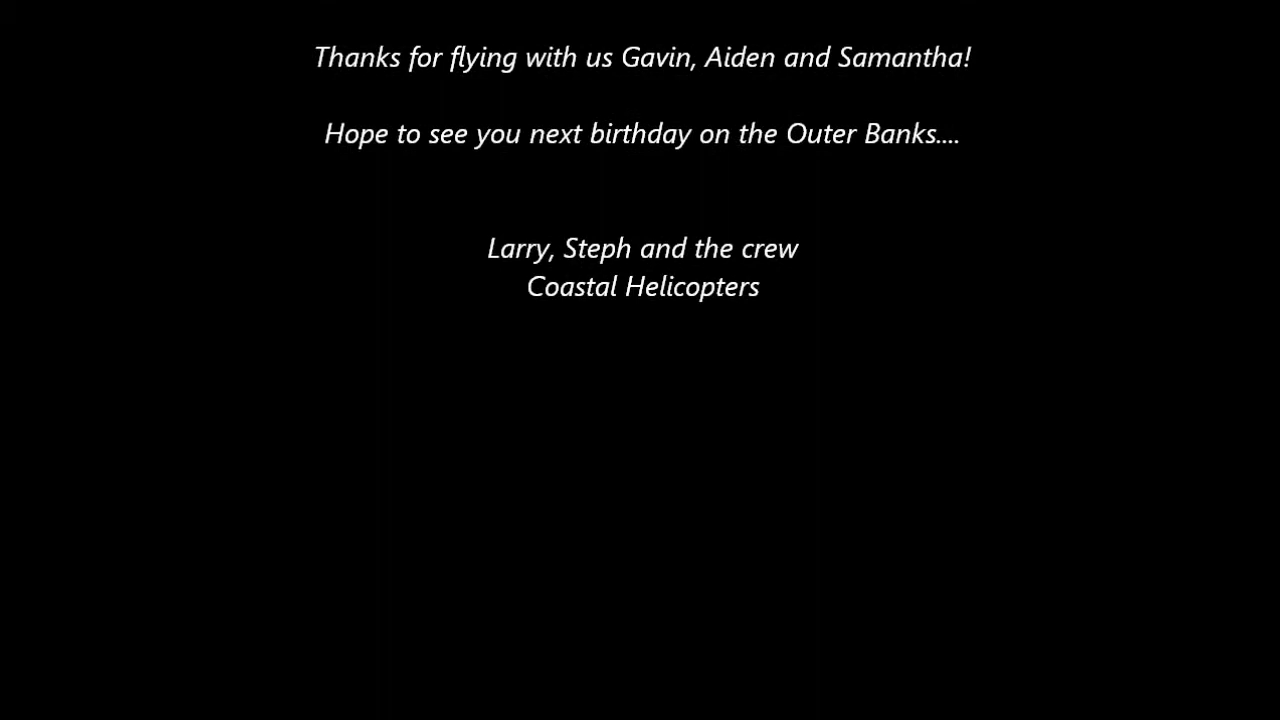 Thanks for flying with us Gavin, Aiden and Samantha!
Hope to see you next birthday on the Outer Banks....
Larry, Steph and the crew
Coastal Helicopters